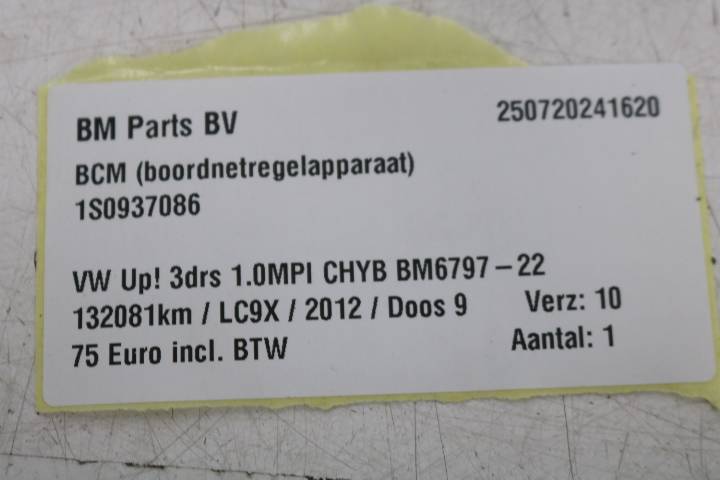 BM Parts BV 250720241620
BCM (boordnetregelapparaat)
1S0937086
VW Up! 3drs 1.0MPI CHYB BM6797-22
132081km / LC9X / 2012 / Doos 9 Verz: 10
75 Euro incl. BTW Aantal: 1